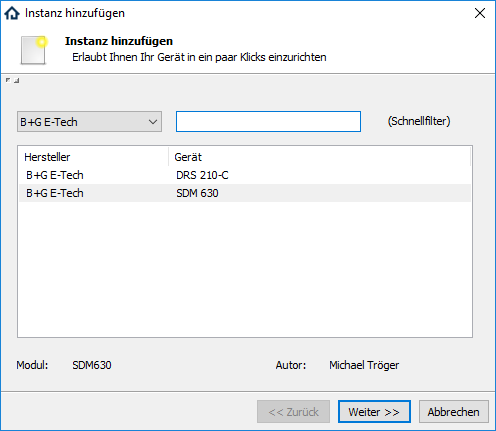 Instanz hinzufügen
Instanz hinzufügen
Erlaubt Ihnen Ihr Gerät in ein paar Klicks einzurichten
B+G E-Tech (Schnellfilter)
Hersteller Gerät
B+G E-Tech DRS 210-C
B+G E-Tech SDM 630
Modul: SDM630 Autor: Michael Tröger
<< Zurück Weiter >> Abbrechen